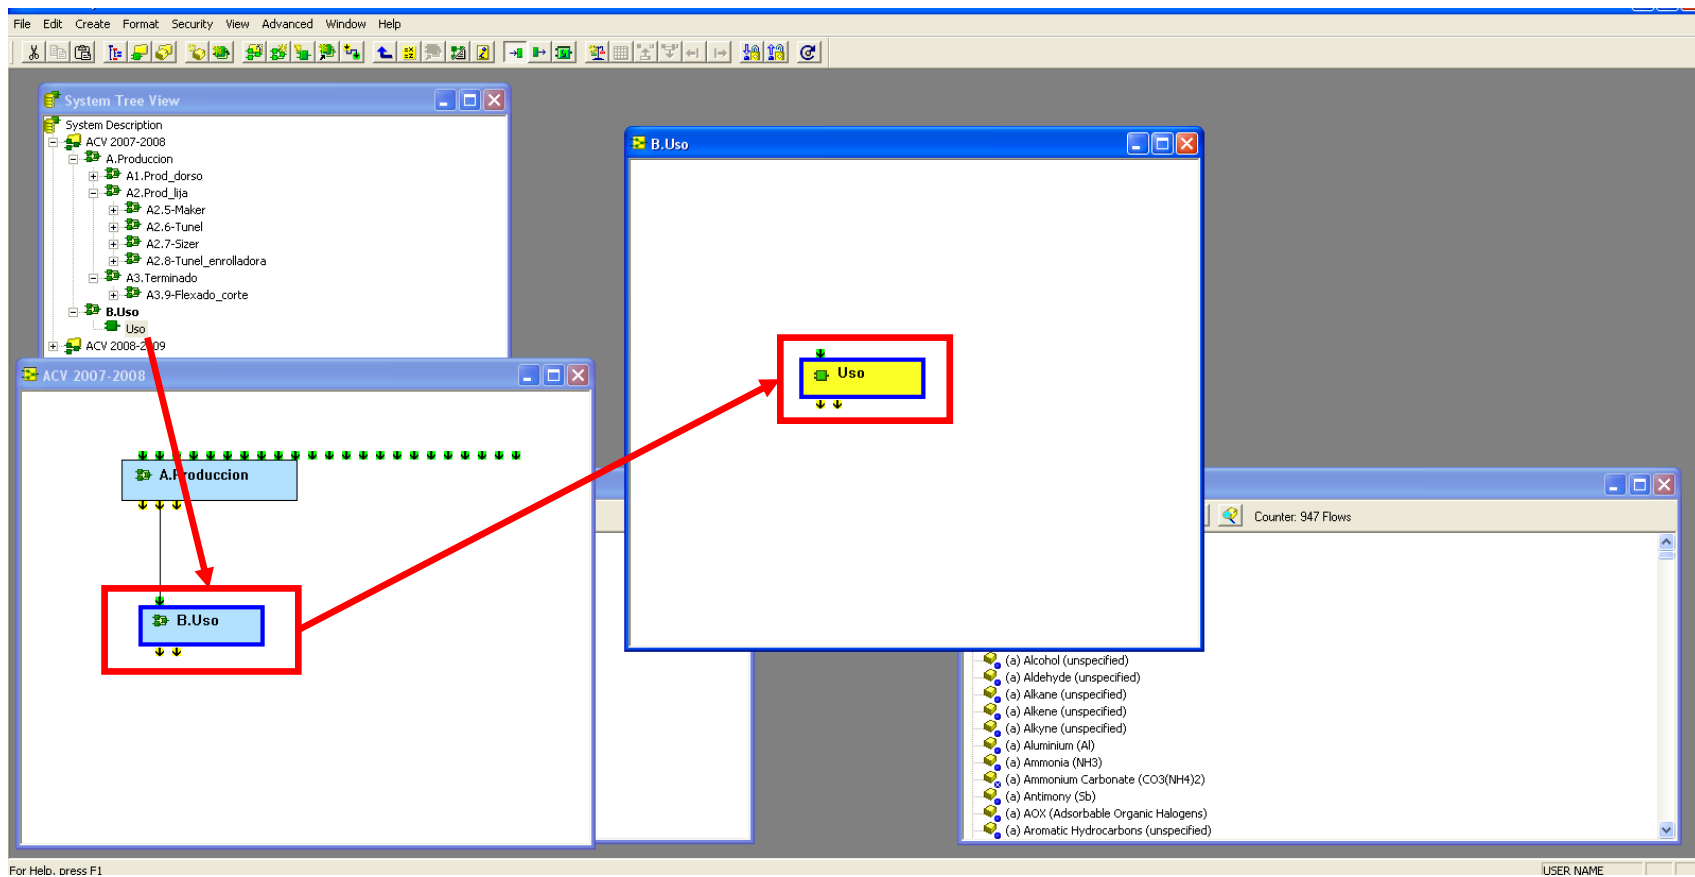 File Edit Create Format Security View Advanced Window Help
System Tree View
System Description
ACV 2007-2008
A.Produccion
A1.Prod_dorso
A2.Prod_lija
A2.5-Maker
A2.6-Tunel
A2.7-Sizer
A2.8-Tunel_enrolladora
A3.Terminado
A3.9-Flexado_corte
B.Uso
Uso
ACV 2008-2009
ACV 2007-2008
A.Produccion
B.Uso
B.Uso
Uso
Counter: 947 Flows
(a) Alcohol (unspecified)
(a) Aldehyde (unspecified)
(a) Alkane (unspecified)
(a) Alkene (unspecified)
(a) Alkyne (unspecified)
(a) Aluminium (Al)
(a) Ammonia (NH3)
(a) Ammonium Carbonate (CO3(NH4)2)
(a) Antimony (Sb)
(a) AOX (Adsorbable Organic Halogens)
(a) Aromatic Hydrocarbons (unspecified)
For Help, press F1
USER NAME